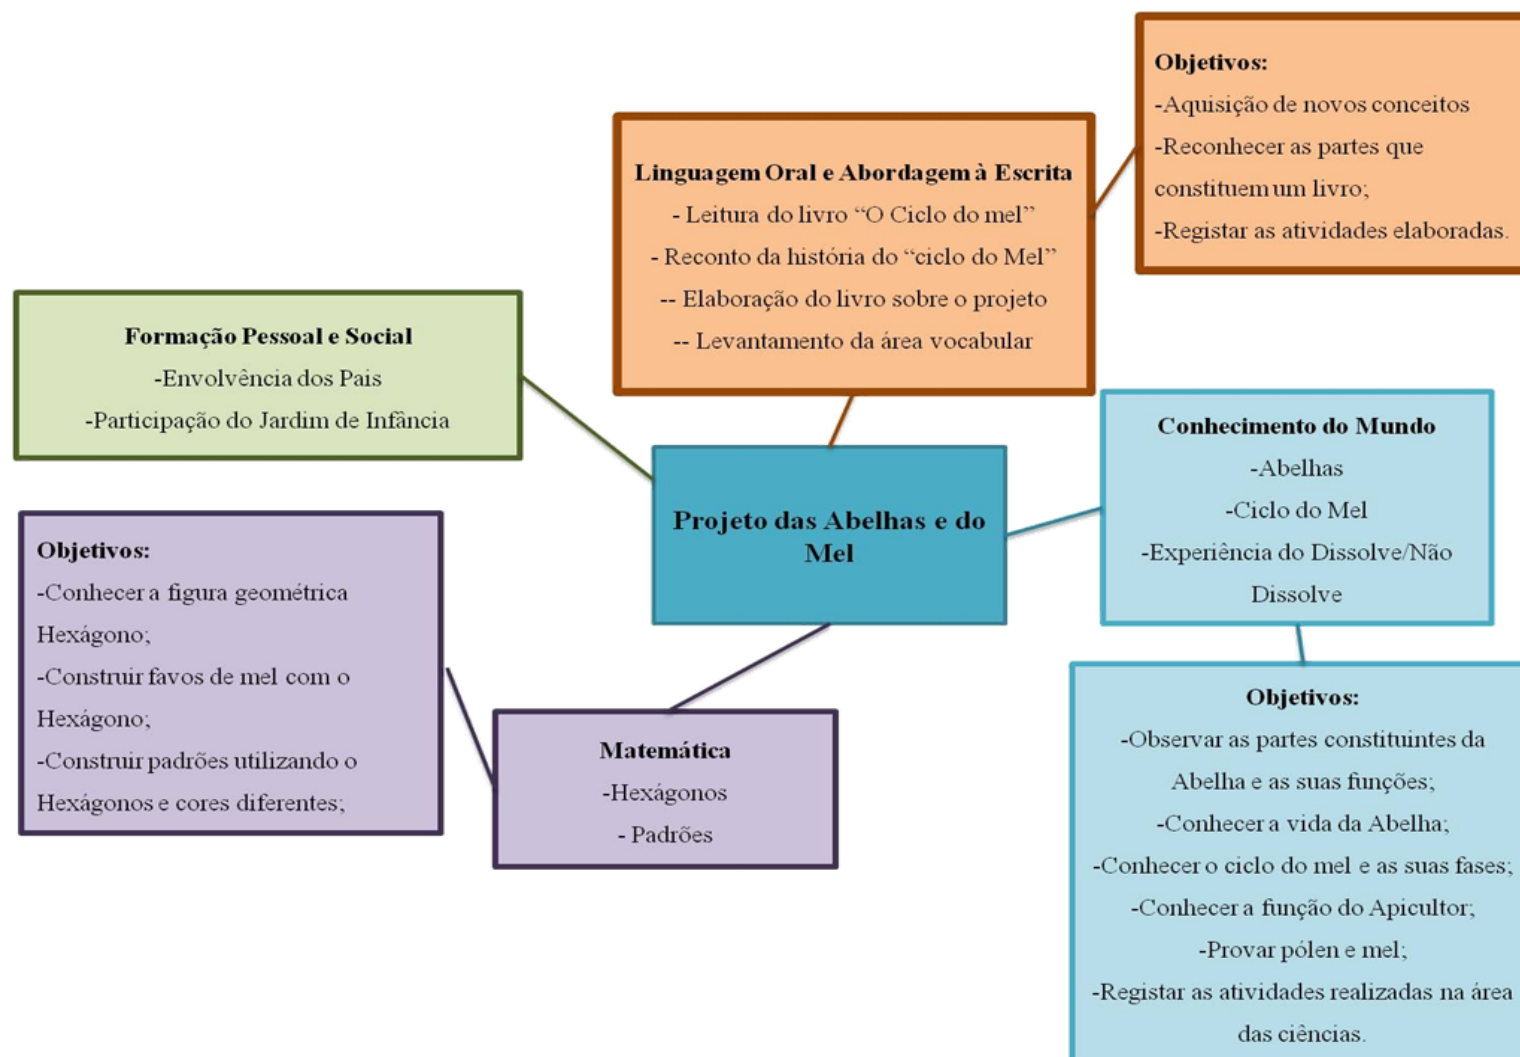 Objetivos:
-Aquisição de novos conceitos
-Reconhecer as partes que
constituem um livro;
-Registar as atividades elaboradas.
Linguagem Oral e Abordagem à Escrita
- Leitura do livro “O Ciclo do mel”
- Reconto da história do “ciclo do Mel”
-- Elaboração do livro sobre o projeto
-- Levantamento da área vocabular
Formação Pessoal e Social
-Envolvência dos Pais
-Participação do Jardim de Infância
Projeto das Abelhas e do
Mel
Conhecimento do Mundo
-Abelhas
-Ciclo do Mel
-Experiência do Dissolve/Não
Dissolve
Objetivos:
-Conhecer a figura geométrica
Hexágono;
-Construir favos de mel com o
Hexágono;
-Construir padrões utilizando o
Hexágonos e cores diferentes;
Matemática
-Hexágonos
- Padrões
Objetivos:
-Observar as partes constituintes da
Abelha e as suas funções;
-Conhecer a vida da Abelha;
-Conhecer o ciclo do mel e as suas fases;
-Conhecer a função do Apicultor;
-Provar pólen e mel;
-Registar as atividades realizadas na área
das ciências.